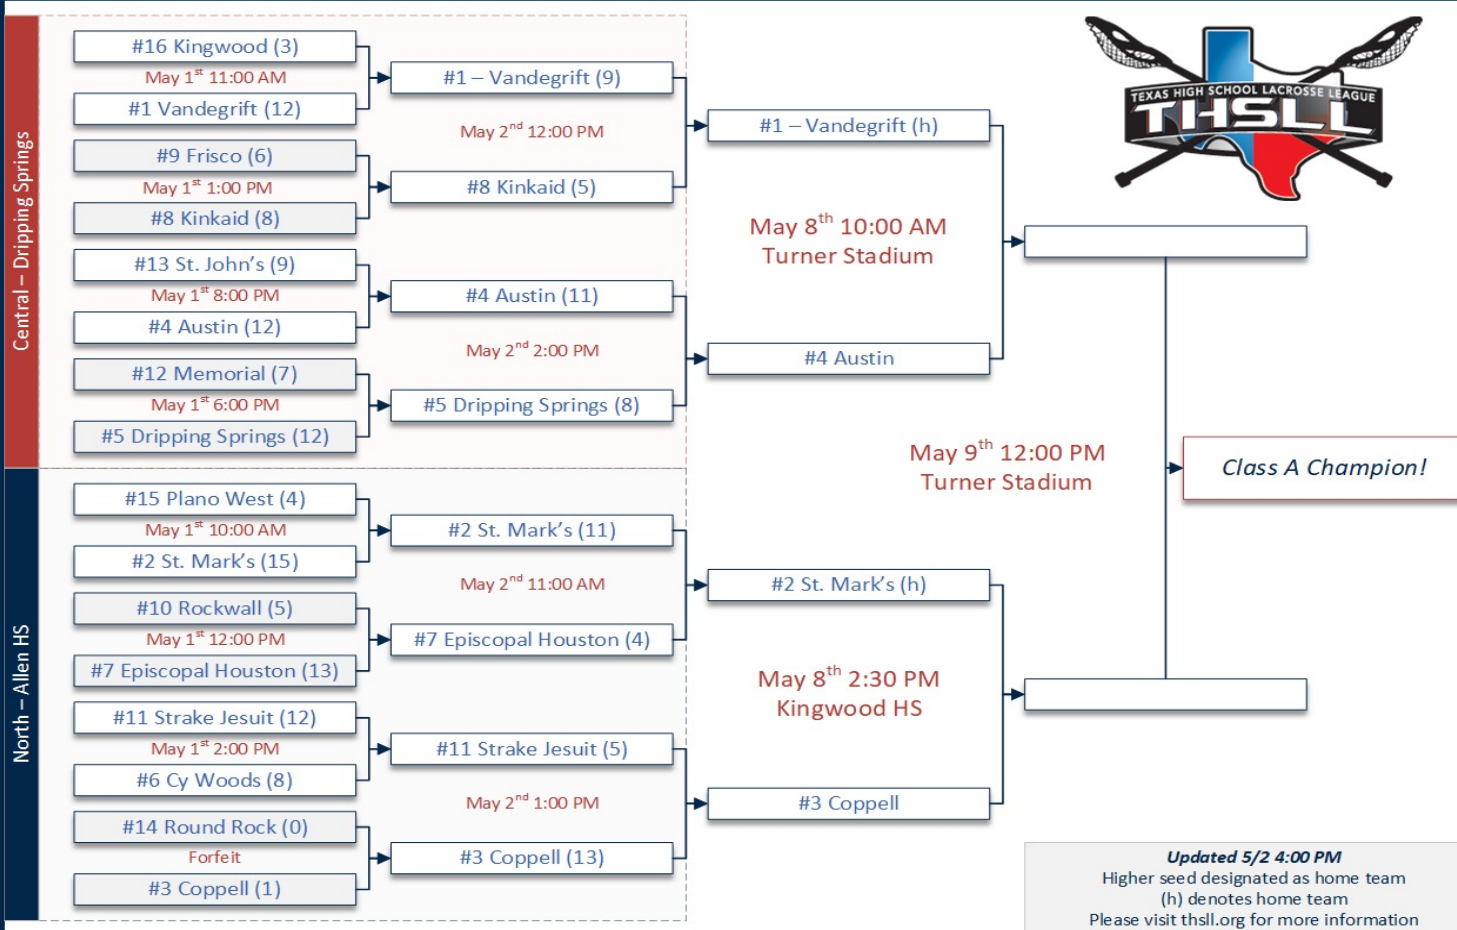 Central – Dripping Springs
#16 Kingwood (3)
May 1st 11:00 AM
#1 Vandegrift (12)
#9 Frisco (6)
May 1st 1:00 PM
#8 Kinkaid (8)
#13 St. John’s (9)
May 1st 8:00 PM
#4 Austin (12)
#12 Memorial (7)
May 1st 6:00 PM
#5 Dripping Springs (12)
#1 – Vandegrift (9)
May 2nd 12:00 PM
#8 Kinkaid (5)
#4 Austin (11)
May 2nd 2:00 PM
#5 Dripping Springs (8)
North – Allen HS
#15 Plano West (4)
May 1st 10:00 AM
#2 St. Mark’s (15)
#10 Rockwall (5)
May 1st 12:00 PM
#7 Episcopal Houston (13)
#11 Strake Jesuit (12)
May 1st 2:00 PM
#6 Cy Woods (8)
#14 Round Rock (0)
Forfeit
#3 Coppell (1)
#2 St. Mark’s (11)
May 2nd 11:00 AM
#7 Episcopal Houston (4)
#11 Strake Jesuit (5)
May 2nd 1:00 PM
#3 Coppell (13)
#1 – Vandegrift (h)
May 8th 10:00 AM
Turner Stadium
#4 Austin
#2 St. Mark’s (h)
May 8th 2:30 PM
Kingwood HS
#3 Coppell
May 9th 12:00 PM
Turner Stadium
Class A Champion!
TEXAS HIGH SCHOOL LACROSSE LEAGUE
THSLL
Updated 5/2 4:00 PM
Higher seed designated as home team
(h) denotes home team
Please visit thsll.org for more information